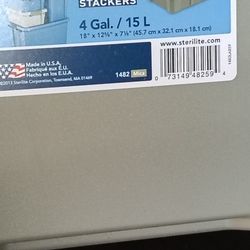 STACKERS
4 Gal. / 15 L
18" x 12⅝" x 7⅛" (45.7 cm x 32.1 cm x 18.1 cm)
www.sterilite.com
Made in U.S.A.
Fabriqué aux É.U.
Hecho en los E.U.A.
©2013 Sterilite Corporation, Townsend, MA 01469
1482 Mica
0 73149 48259 4